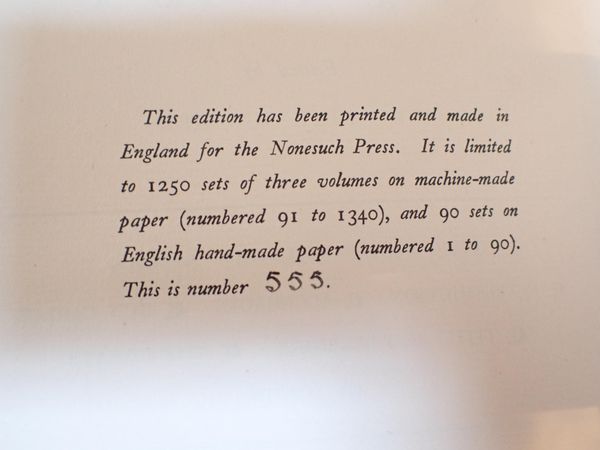 This edition has been printed and made in
England for the Nonesuch Press. It is limited
to 1250 sets of three volumes on machine-made
paper (numbered 91 to 1340), and 90 sets on
English hand-made paper (numbered 1 to 90).
This is number 555.